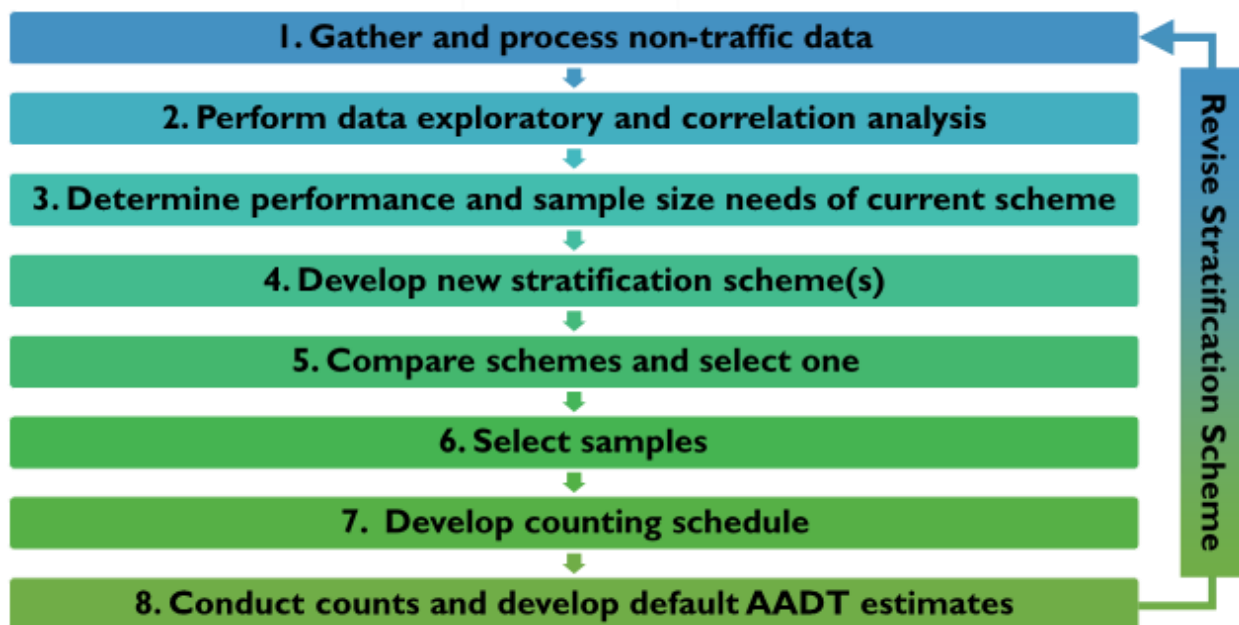 1. Gather and process non-traffic data
2. Perform data exploratory and correlation analysis
3. Determine performance and sample size needs of current scheme
4. Develop new stratification scheme(s)
5. Compare schemes and select one
6. Select samples
7. Develop counting schedule
8. Conduct counts and develop default AADT estimates
Revise Stratification Scheme